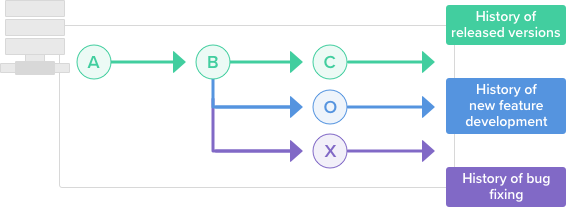 History of
released versions
A
B
C
History of
new feature
development
O
X
History of bug
fixing